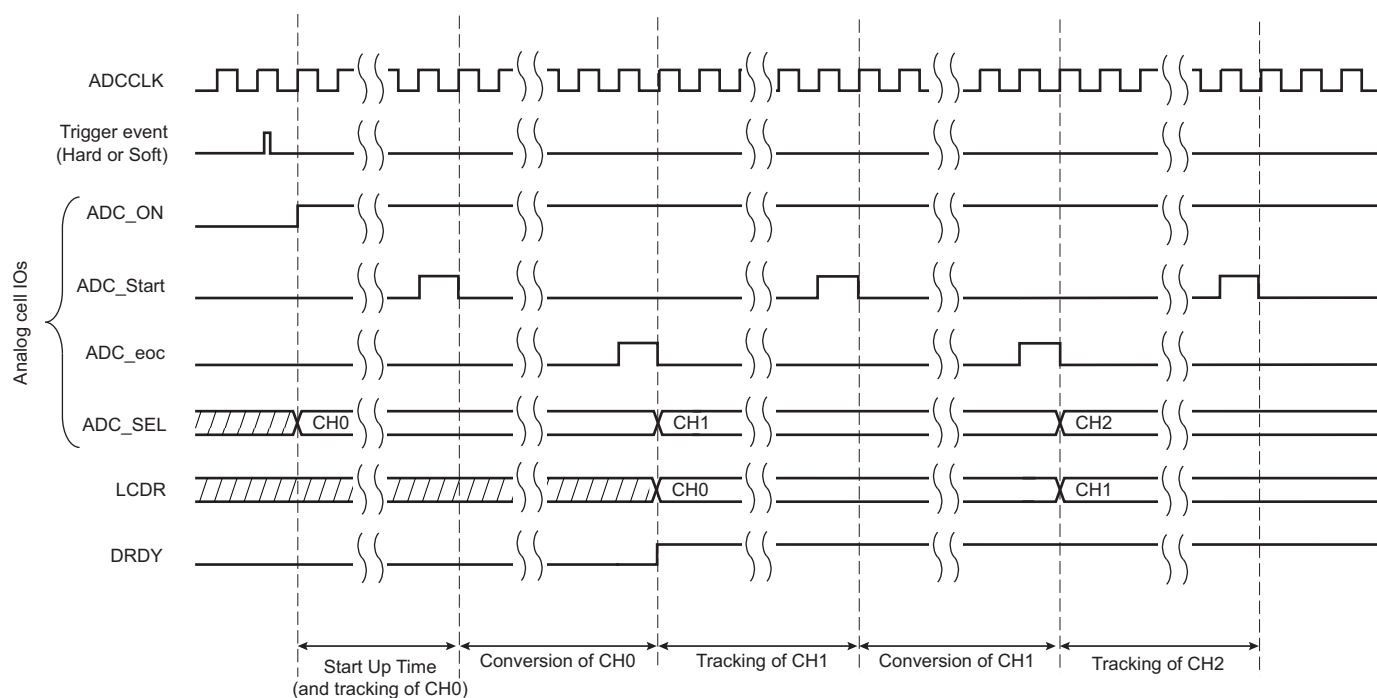 ADCCLK
Trigger event
(Hard or Soft)
Analog cell IOs
ADC_ON
ADC_Start
ADC_eoc
ADC_SEL
CH0
CH1
CH2
LCDR
CH0
CH1
DRDY
Start Up Time
(and tracking of CH0)
Conversion of CH0
Tracking of CH1
Conversion of CH1
Tracking of CH2